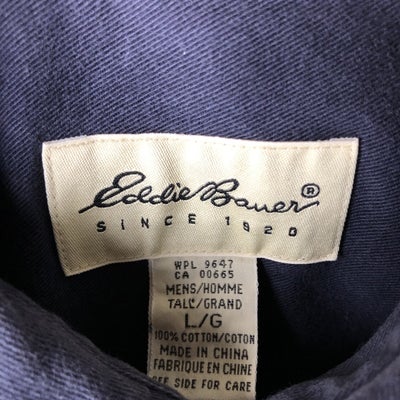 Eddie Bauer®
SINCE 1920
WPL 9647
CA 00665
MENS/HOMME
TALL/GRAND
L/G
100% COTTON/COTON
MADE IN CHINA
FABRIQUE EN CHINE
SEE SIDE FOR CARE